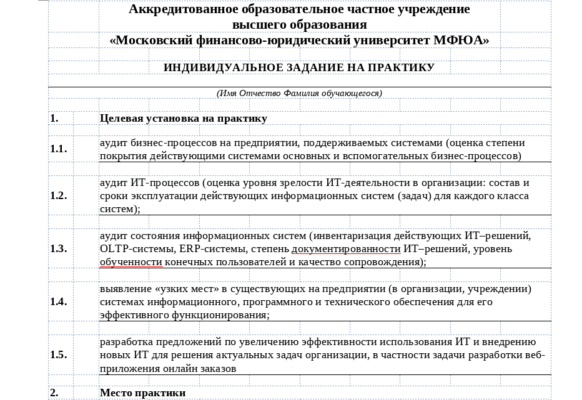 Аккредитованное образовательное частное учреждение
высшего образования
«Московский финансово-юридический университет МФЮА»
ИНДИВИДУАЛЬНОЕ ЗАДАНИЕ НА ПРАКТИКУ
(Имя Отчество Фамилия обучающегося)
1. Целевая установка на практику
1.1. аудит бизнес-процессов на предприятии, поддерживаемых системами (оценка степени
покрытия действующими системами основных и вспомогательных бизнес-процессов)
1.2. аудит ИТ-процессов (оценка уровня зрелости ИТ-деятельности в организации: состав и
сроки эксплуатации действующих информационных систем (задач) для каждого класса
систем);
1.3. аудит состояния информационных систем (инвентаризация действующих ИТ–решений,
OLTP-системы, ERP-системы, степень документированности ИТ–решений, уровень
обученности конечных пользователей и качество сопровождения);
1.4. выявление «узких мест» в существующих на предприятии (в организации, учреждении)
системах информационного, программного и технического обеспечения для его
эффективного функционирования;
1.5. разработка предложений по увеличению эффективности использования ИТ и внедрению
новых ИТ для решения актуальных задач организации, в частности задачи разработки веб-
приложения онлайн заказов
2. Место практики